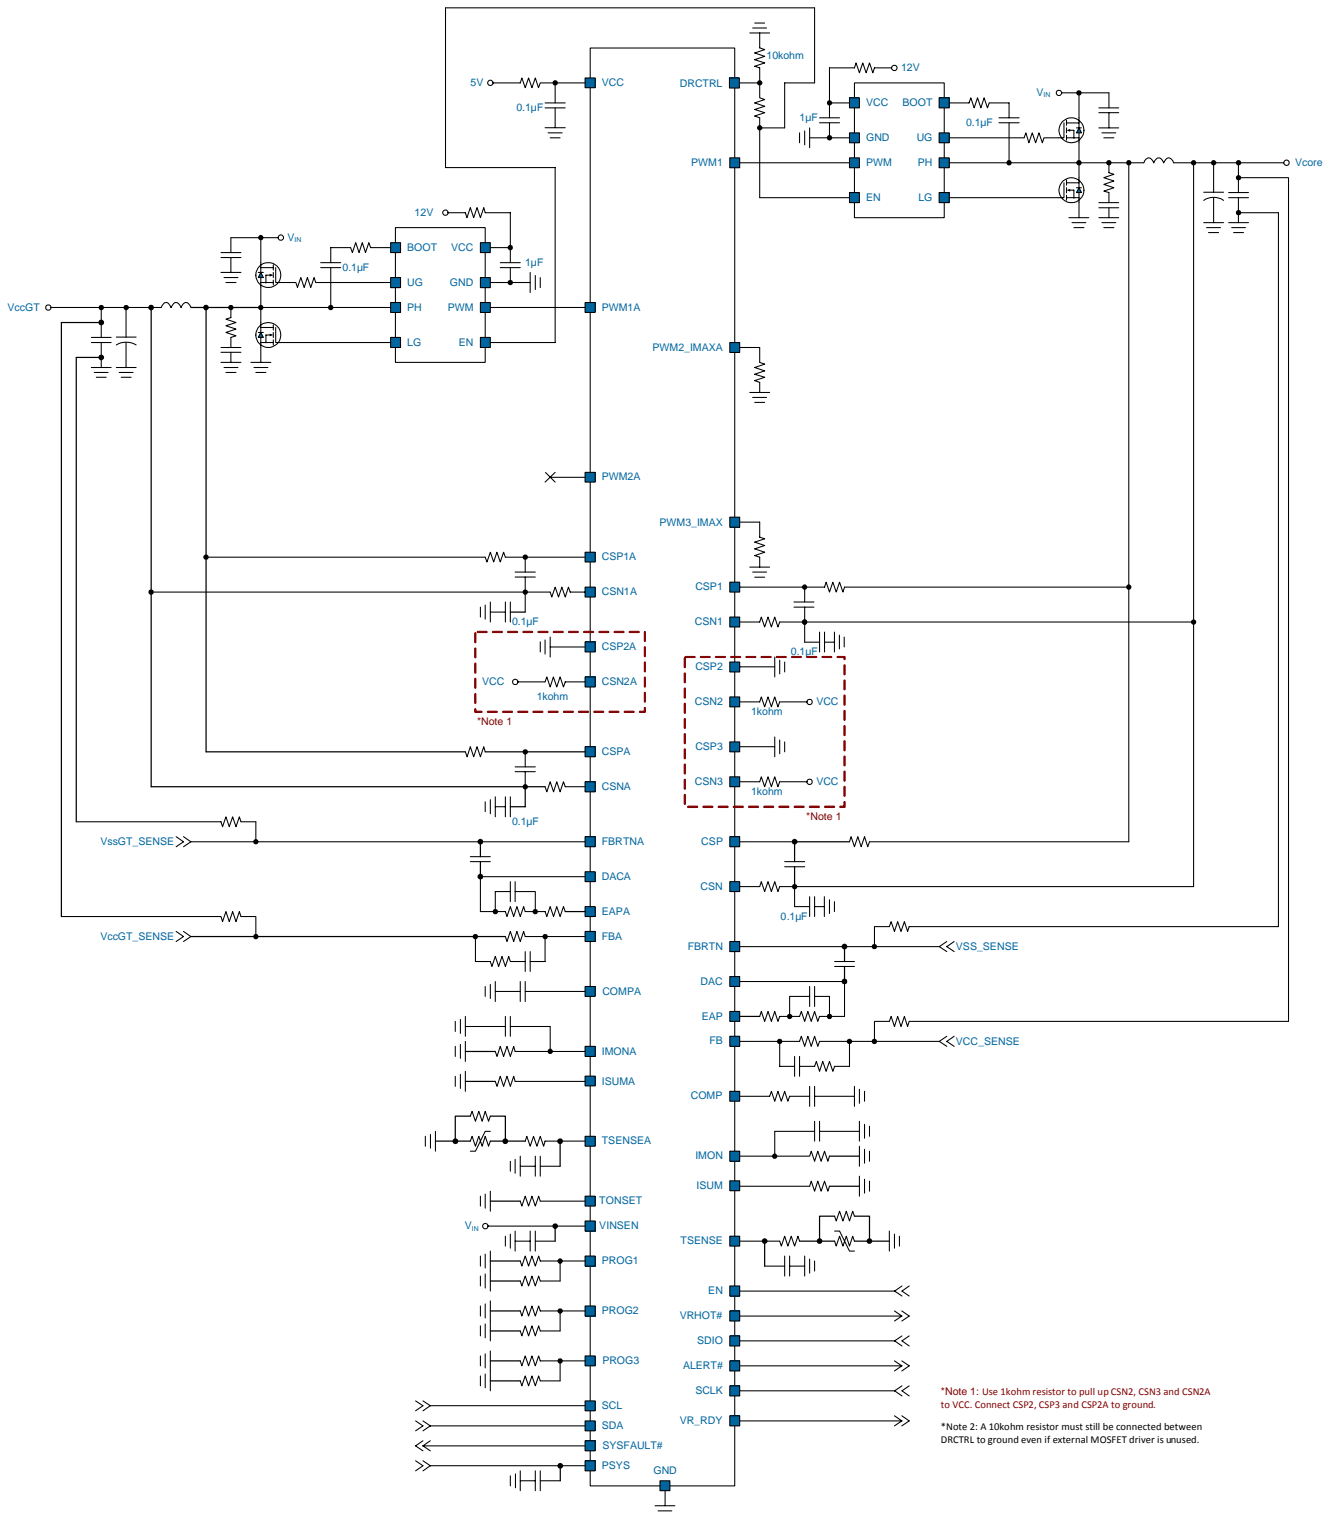 10kohm
5V
VCC
DRCTRL
12V
0.1µF
VCC
BOOT
VIN
1µF
0.1µF
GND
UG
PWM1
PWM
PH
Vcore
EN
LG
12V
VIN
BOOT
VCC
0.1µF
1µF
UG
GND
VccGT
PH
PWM
PWM1A
LG
EN
PWM2_IMAXA
PWM2A
PWM3_IMAX
CSP1A
CSP1
CSN1A
0.1µF
CSN1
0.1µF
CSP2A
CSP2
VCC
CSN2A
1kohm
CSN2
VCC
1kohm
*Note 1
CSP3
CSPA
CSN3
VCC
1kohm
CSNA
0.1µF
*Note 1
VssGT_SENSE
FBRTNA
CSP
DACA
CSN
EAPA
0.1µF
VccGT_SENSE
FBA
FBRTN
VSS_SENSE
DAC
COMPA
EAP
FB
VCC_SENSE
IMONA
ISUMA
COMP
TSENSEA
IMON
ISUM
TONSET
VIN
VINSEN
TSENSE
PROG1
EN
PROG2
VRHOT#
SDIO
PROG3
ALERT#
SCLK
SCL
VR_RDY
SDA
SYSFAULT#
PSYS
GND
*Note 1: Use 1kohm resistor to pull up CSN2, CSN3 and CSN2A
to VCC. Connect CSP2, CSP3 and CSP2A to ground.
*Note 2: A 10kohm resistor must still be connected between
DRCTRL to ground even if external MOSFET driver is unused.